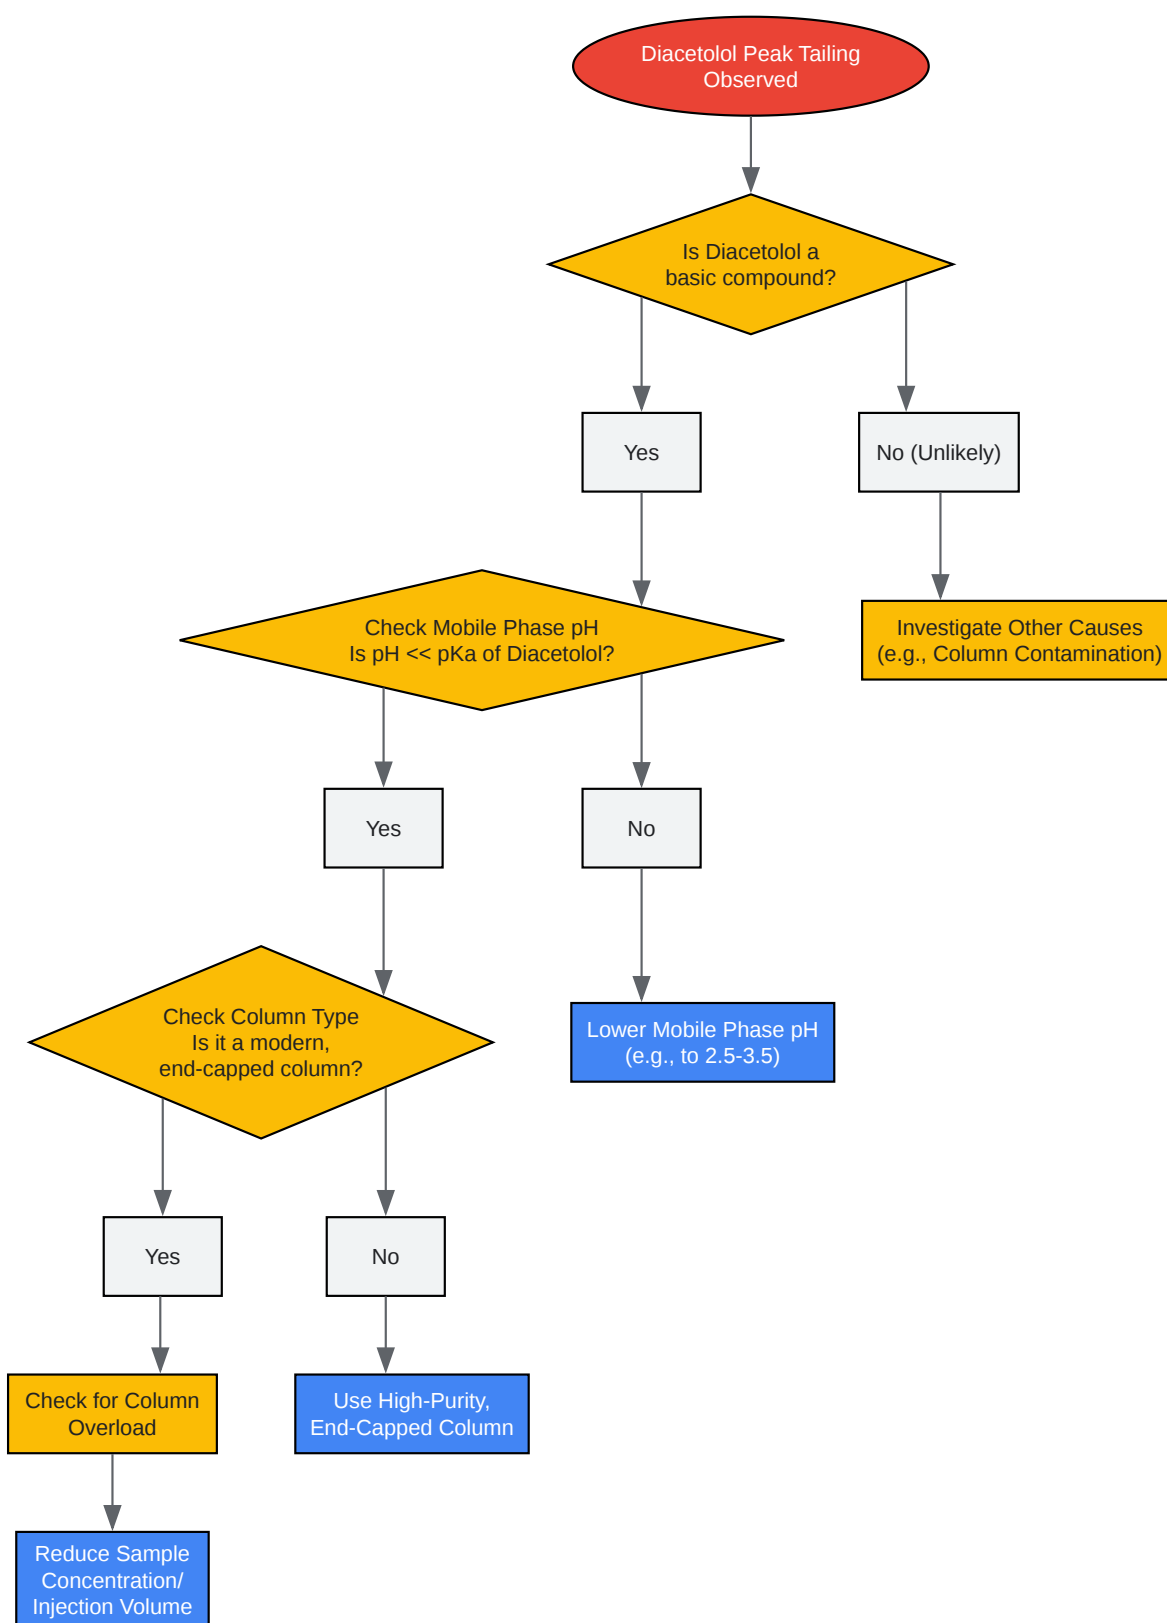 Diacetolol Peak Tailing
Observed
Is Diacetolol a
basic compound?
Yes
No (Unlikely)
Check Mobile Phase pH
Is pH << pKa of Diacetolol?
Investigate Other Causes
(e.g., Column Contamination)
Yes
No
Check Column Type
Is it a modern,
end-capped column?
Lower Mobile Phase pH
(e.g., to 2.5-3.5)
Yes
No
Check for Column
Overload
Use High-Purity,
End-Capped Column
Reduce Sample
Concentration/
Injection Volume